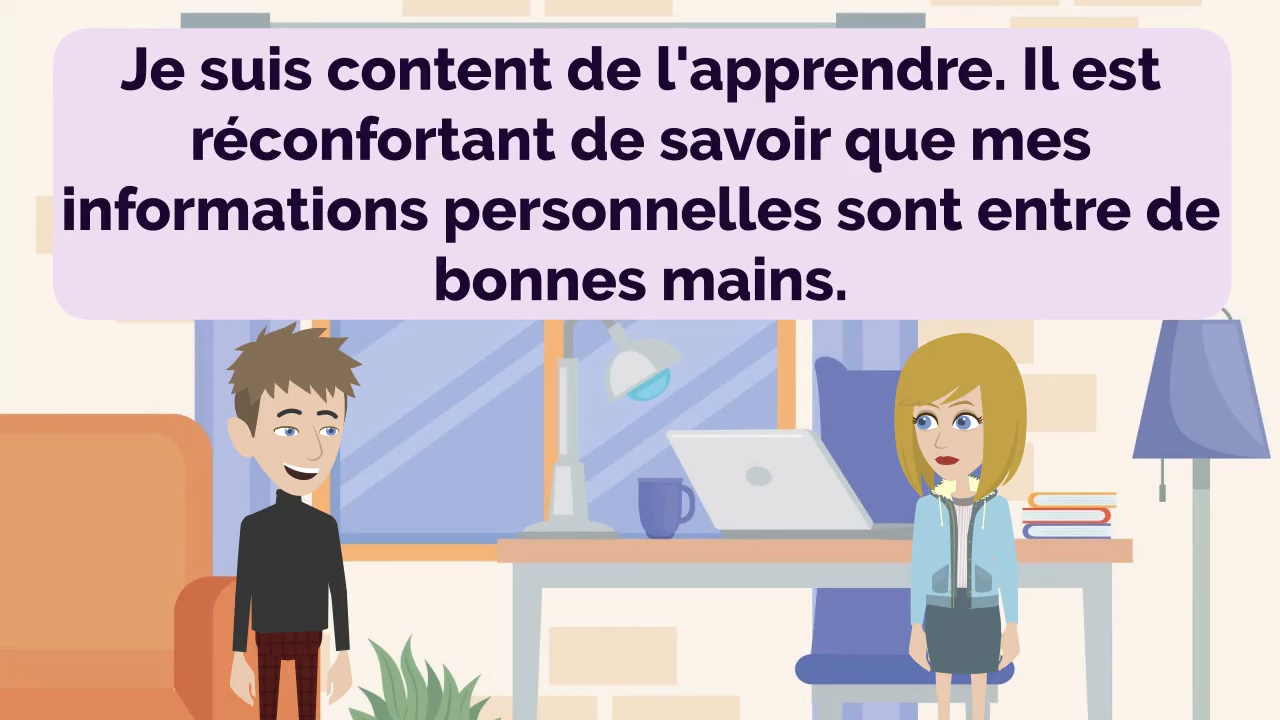 Je suis content de l'apprendre. Il est
réconfortant de savoir que mes
informations personnelles sont entre de
bonnes mains.